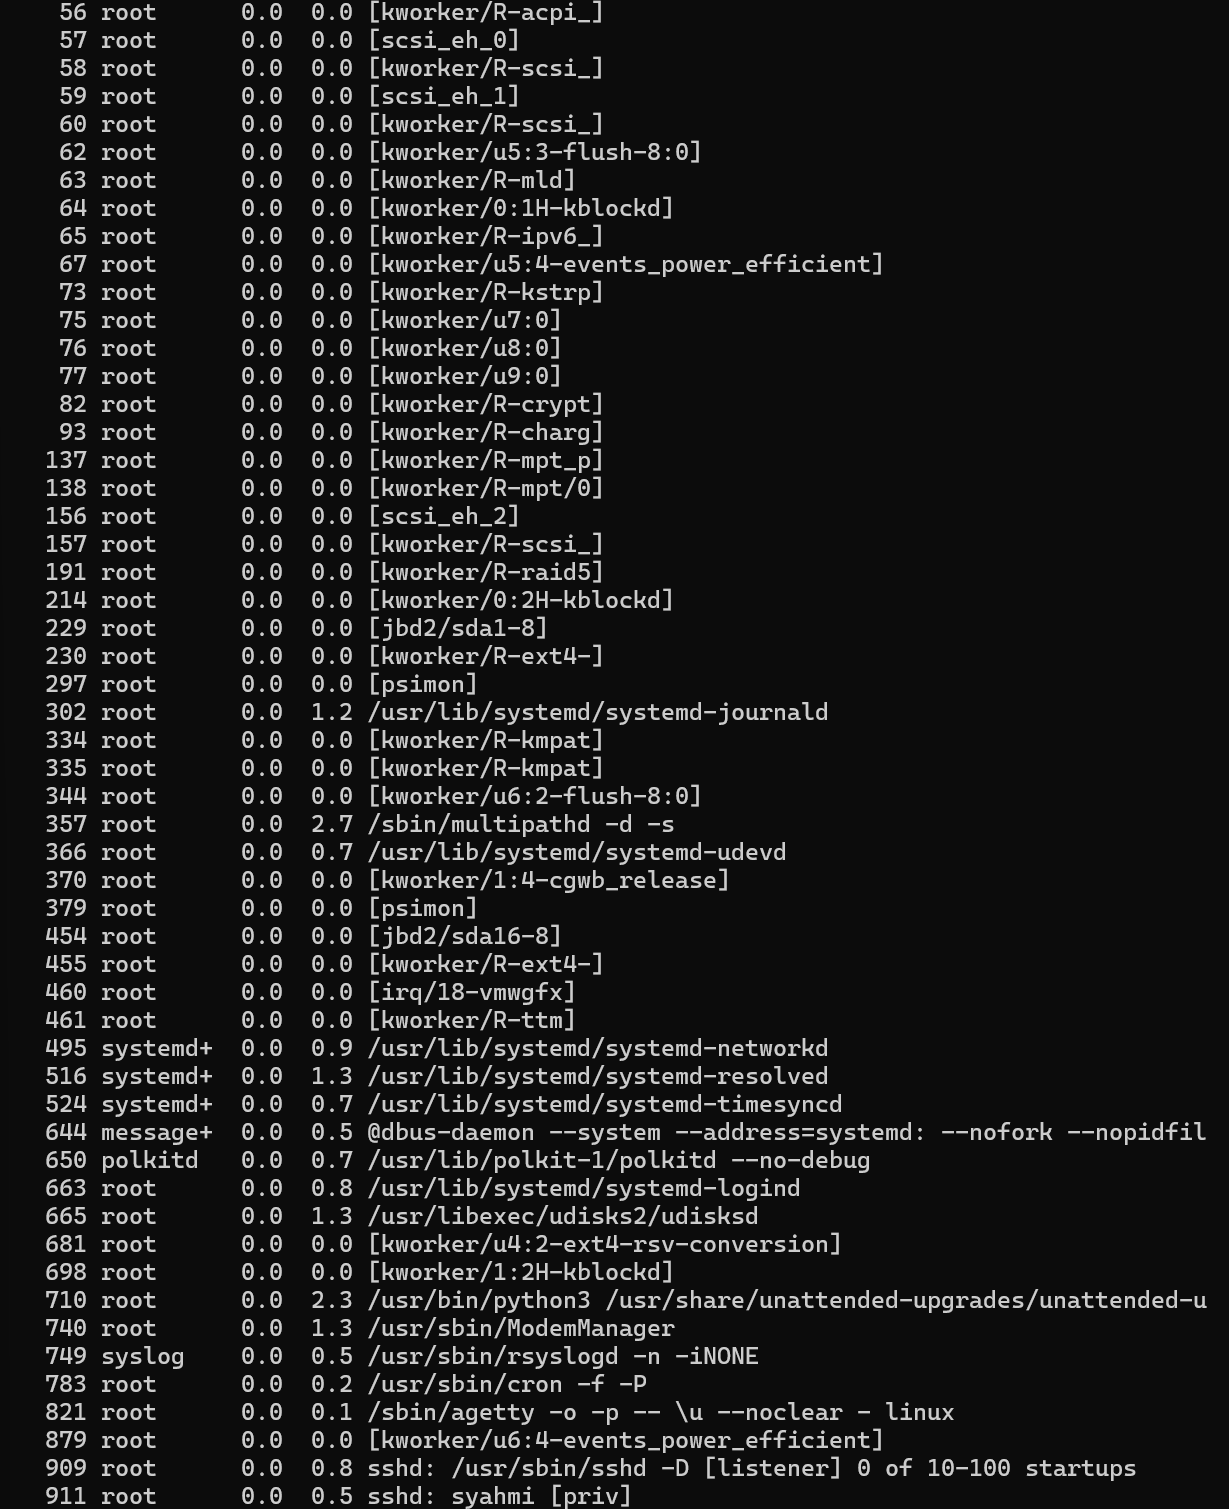 56 root      0.0  0.0 [kworker/R-acpi_]
57 root      0.0  0.0 [scsi_eh_0]
58 root      0.0  0.0 [kworker/R-scsi_]
59 root      0.0  0.0 [scsi_eh_1]
60 root      0.0  0.0 [kworker/R-scsi_]
62 root      0.0  0.0 [kworker/u5:3-flush-8:0]
63 root      0.0  0.0 [kworker/R-mld]
64 root      0.0  0.0 [kworker/0:1H-kblockd]
65 root      0.0  0.0 [kworker/R-ipv6_]
67 root      0.0  0.0 [kworker/u5:4-events_power_efficient]
73 root      0.0  0.0 [kworker/R-kstrp]
75 root      0.0  0.0 [kworker/u7:0]
76 root      0.0  0.0 [kworker/u8:0]
77 root      0.0  0.0 [kworker/u9:0]
82 root      0.0  0.0 [kworker/R-crypt]
93 root      0.0  0.0 [kworker/R-charg]
137 root      0.0  0.0 [kworker/R-mpt_p]
138 root      0.0  0.0 [kworker/R-mpt/0]
156 root      0.0  0.0 [scsi_eh_2]
157 root      0.0  0.0 [kworker/R-scsi_]
191 root      0.0  0.0 [kworker/R-raid5]
214 root      0.0  0.0 [kworker/0:2H-kblockd]
229 root      0.0  0.0 [jbd2/sda1-8]
230 root      0.0  0.0 [kworker/R-ext4-]
297 root      0.0  0.0 [psimon]
302 root      0.0  1.2 /usr/lib/systemd/systemd-journald
334 root      0.0  0.0 [kworker/R-kmpat]
335 root      0.0  0.0 [kworker/R-kmpat]
344 root      0.0  0.0 [kworker/u6:2-flush-8:0]
357 root      0.0  2.7 /sbin/multipathd -d -s
366 root      0.0  0.7 /usr/lib/systemd/systemd-udevd
370 root      0.0  0.0 [kworker/1:4-cgwb_release]
379 root      0.0  0.0 [psimon]
454 root      0.0  0.0 [jbd2/sda16-8]
455 root      0.0  0.0 [kworker/R-ext4-]
460 root      0.0  0.0 [irq/18-vmwgfx]
461 root      0.0  0.0 [kworker/R-ttm]
495 systemd+  0.0  0.9 /usr/lib/systemd/systemd-networkd
516 systemd+  0.0  1.3 /usr/lib/systemd/systemd-resolved
524 systemd+  0.0  0.7 /usr/lib/systemd/systemd-timesyncd
644 message+  0.0  0.5 @dbus-daemon --system --address=systemd: --nofork --nopidfil
650 polkitd   0.0  0.7 /usr/lib/polkit-1/polkitd --no-debug
663 root      0.0  0.8 /usr/lib/systemd/systemd-logind
665 root      0.0  1.3 /usr/libexec/udisks2/udisksd
681 root      0.0  0.0 [kworker/u4:2-ext4-rsv-conversion]
698 root      0.0  0.0 [kworker/1:2H-kblockd]
710 root      0.0  2.3 /usr/bin/python3 /usr/share/unattended-upgrades/unattended-u
740 root      0.0  1.3 /usr/sbin/ModemManager
749 syslog    0.0  0.5 /usr/sbin/rsyslogd -n -iNONE
783 root      0.0  0.2 /usr/sbin/cron -f -P
821 root      0.0  0.1 /sbin/agetty -o -p -- \u --noclear - linux
879 root      0.0  0.0 [kworker/u6:4-events_power_efficient]
909 root      0.0  0.8 sshd: /usr/sbin/sshd -D [listener] 0 of 10-100 startups
911 root      0.0  0.5 sshd: syahmi [priv]